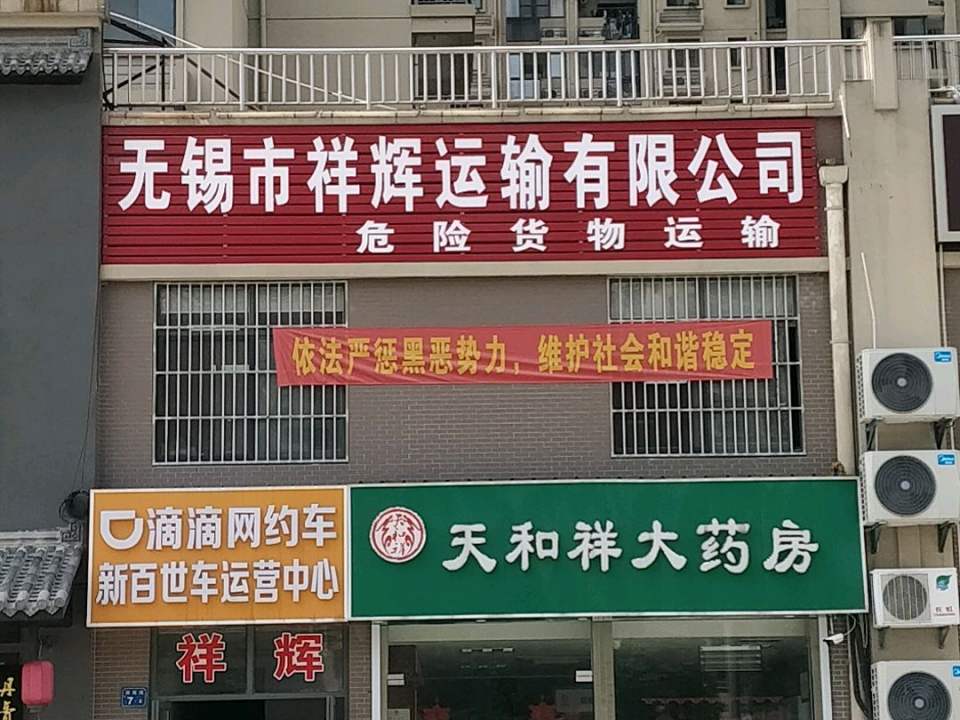 无锡市祥辉运输有限公司
危险货物运输
依法严惩黑恶势力，维护社会和谐稳定
滴滴网约车
新百世车运营中心
天和祥大药房
祥 辉
7